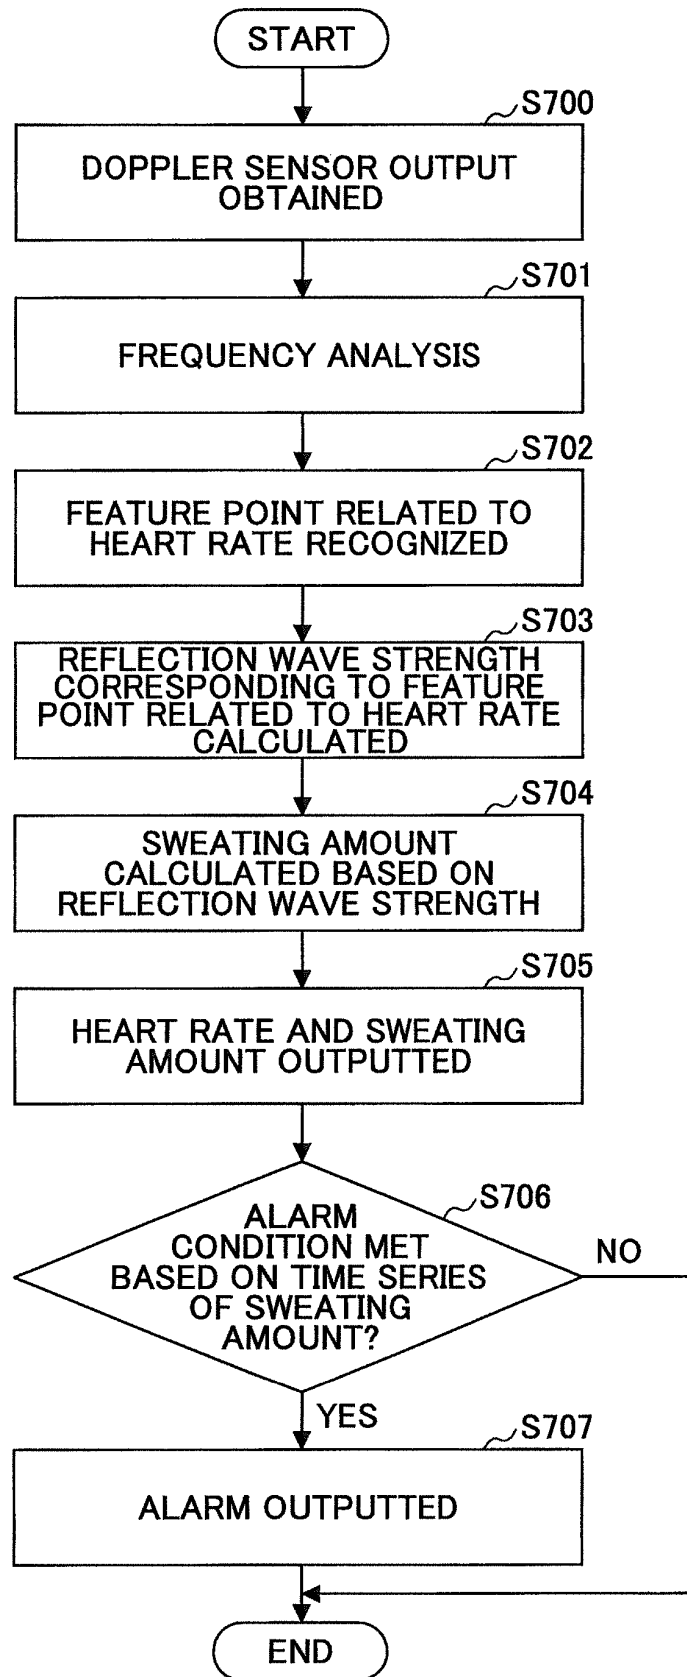 START
S700
DOPPLER SENSOR OUTPUT
OBTAINED
S701
FREQUENCY ANALYSIS
S702
FEATURE POINT RELATED TO
HEART RATE RECOGNIZED
S703
REFLECTION WAVE STRENGTH
CORRESPONDING TO FEATURE
POINT RELATED TO HEART RATE
CALCULATED
S704
SWEATING AMOUNT
CALCULATED BASED ON
REFLECTION WAVE STRENGTH
S705
HEART RATE AND SWEATING
AMOUNT OUTPUTTED
S706
ALARM
CONDITION MET
BASED ON TIME SERIES
OF SWEATING
AMOUNT?
NO
YES
S707
ALARM OUTPUTTED
END